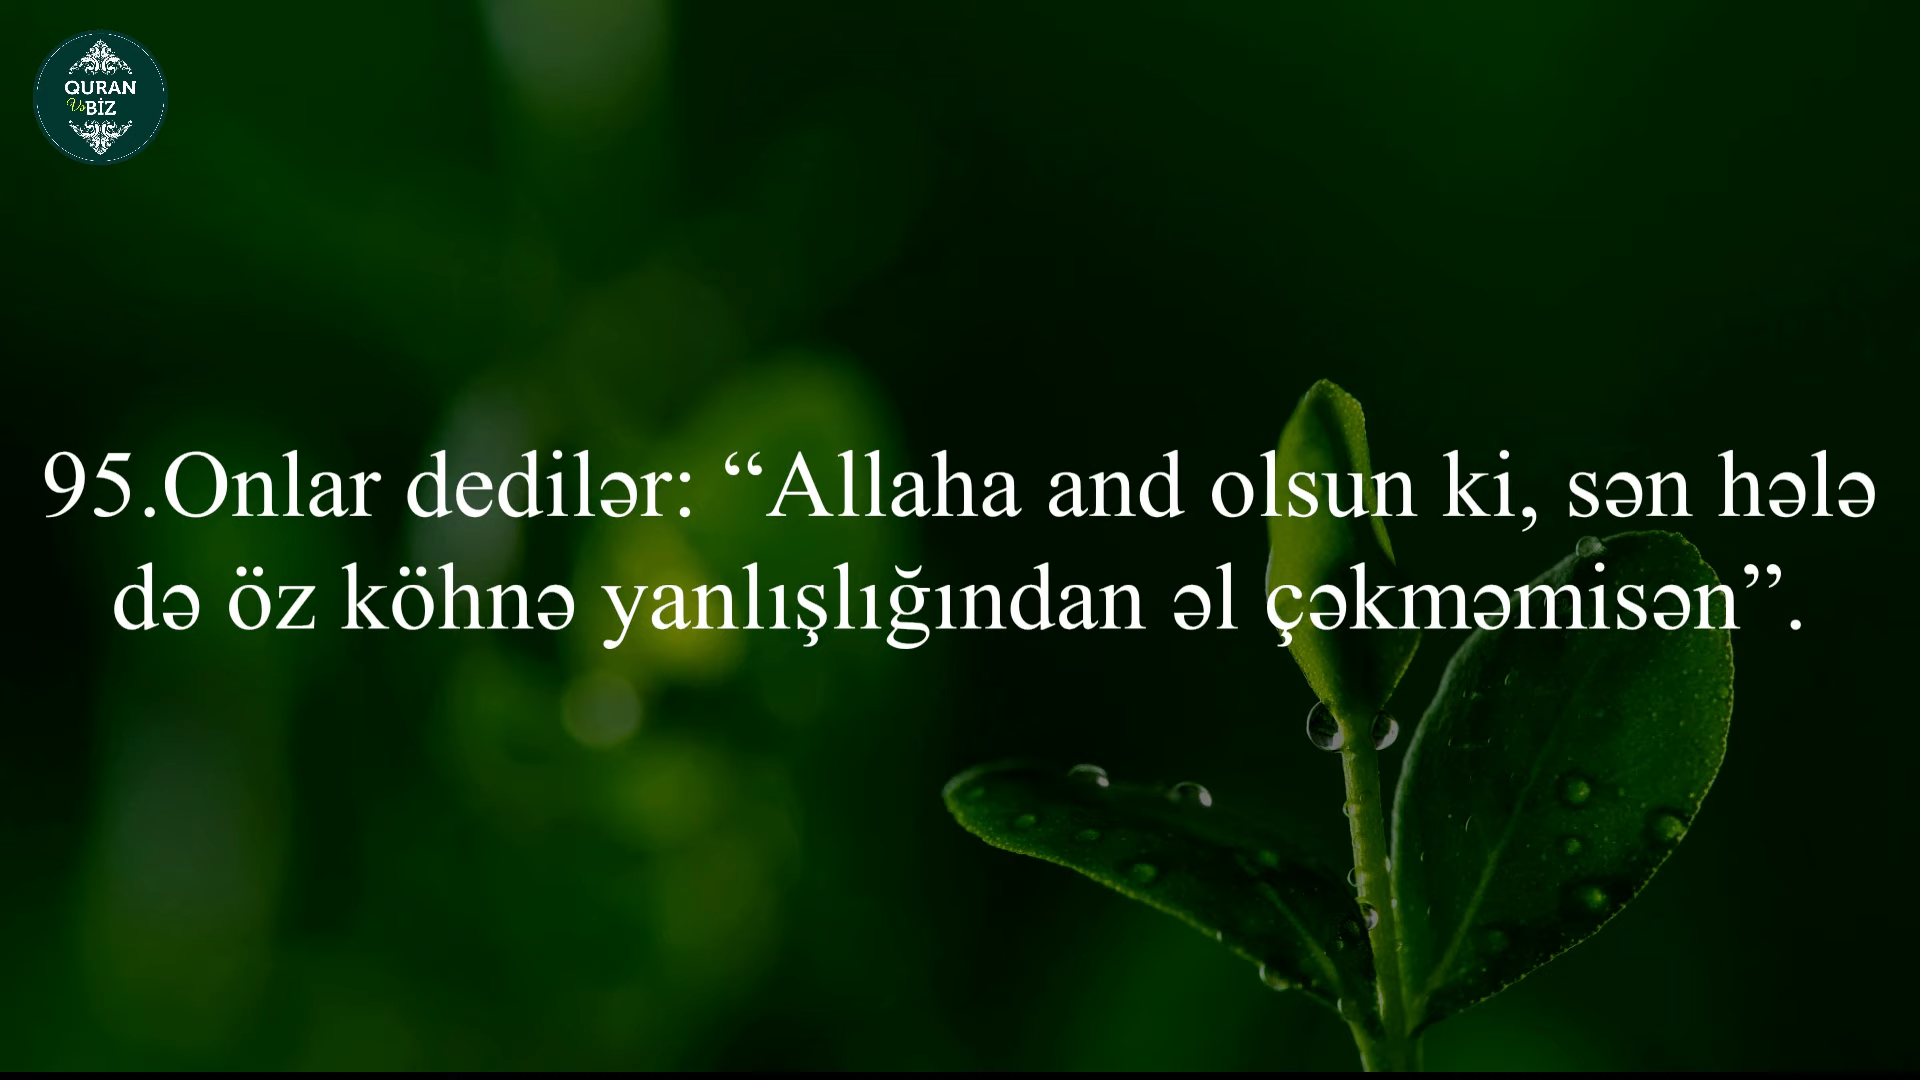 QURAN
Və BİZ
95.Onlar dedilər: “Allaha and olsun ki, sən hələ
də öz köhnə yanlışlığından əl çəkməmisən”.